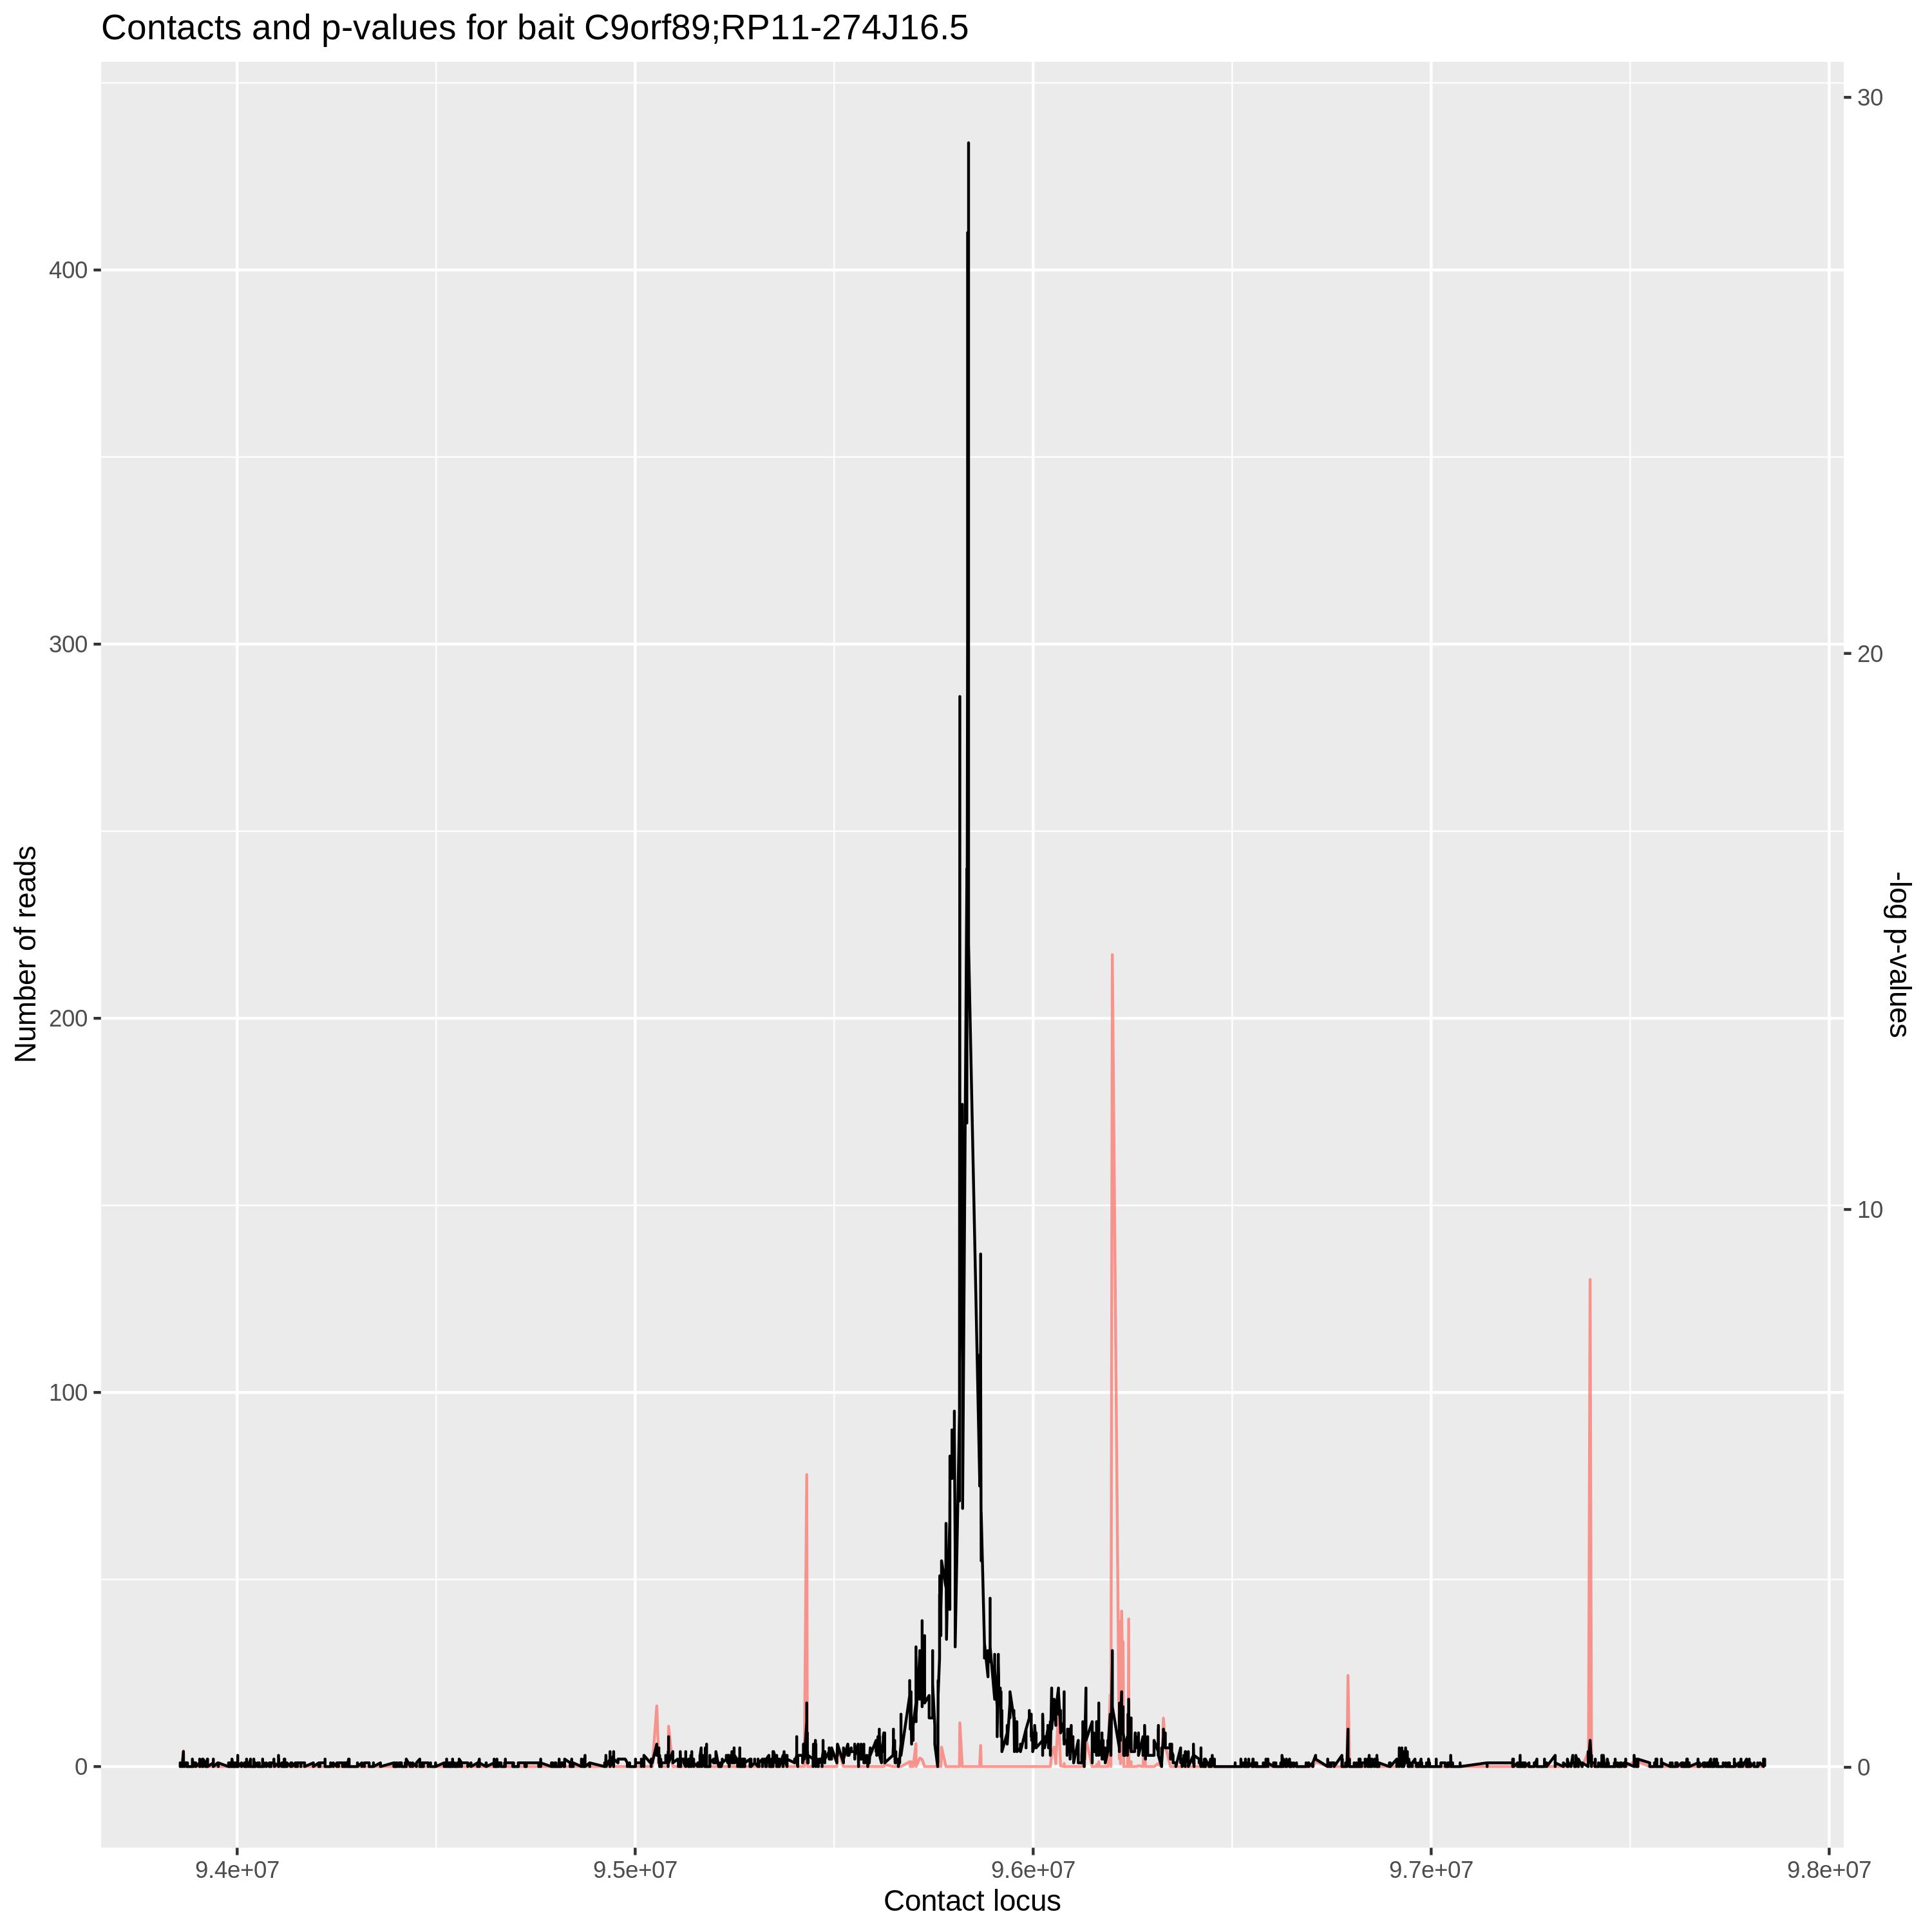 Contacts and p-values for bait C9orf89;RP11-274J16.5
Number of reads
400
300
200
100
0
30
20
10
0
-log p-values
9.4e+07 9.5e+07 9.6e+07 9.7e+07 9.8e+07
Contact locus